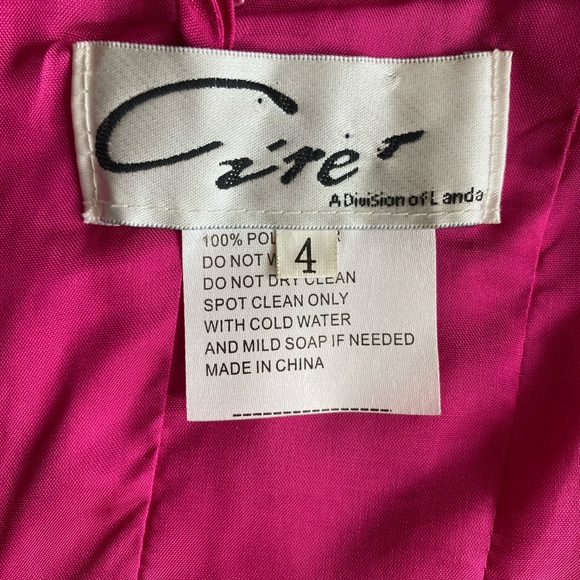 Cire
A Division of Landa
4
100%
DO NOT
DO NOT DRY CLEAN
SPOT CLEAN ONLY
WITH COLD WATER
AND MILD SOAP IF NEEDED
MADE IN CHINA